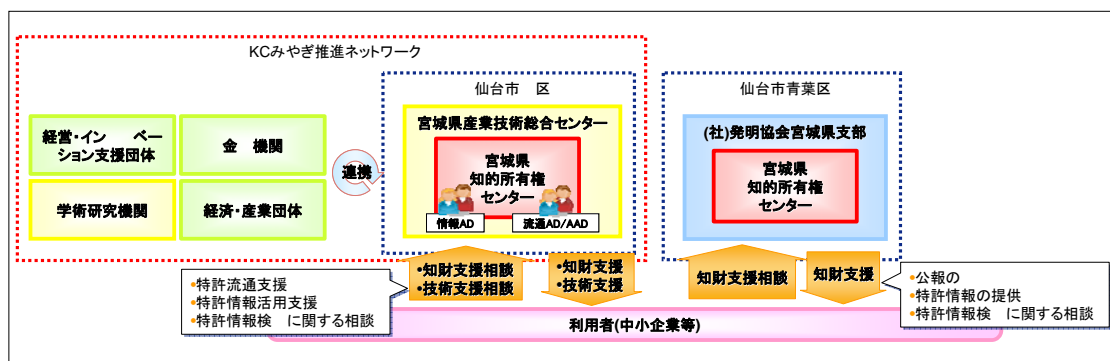 KCみやぎ推進ネットワーク
仙台市 区
仙台市青葉区
経営・イン ベー
ション支援団体
金 機関
学術研究機関
経済・産業団体
連携
宮城県産業技術総合センター
宮城県
知的所有権
センター
情報AD
流通AD/AAD
(社)発明協会宮城県支部
宮城県
知的所有権
センター
•知財支援相談
•技術支援相談
•知財支援
•技術支援
知財支援相談
知財支援
•特許流通支援
•特許情報活用支援
•特許情報検 に関する相談
•公報の
•特許情報の提供
•特許情報検 に関する相談
利用者(中小企業等)